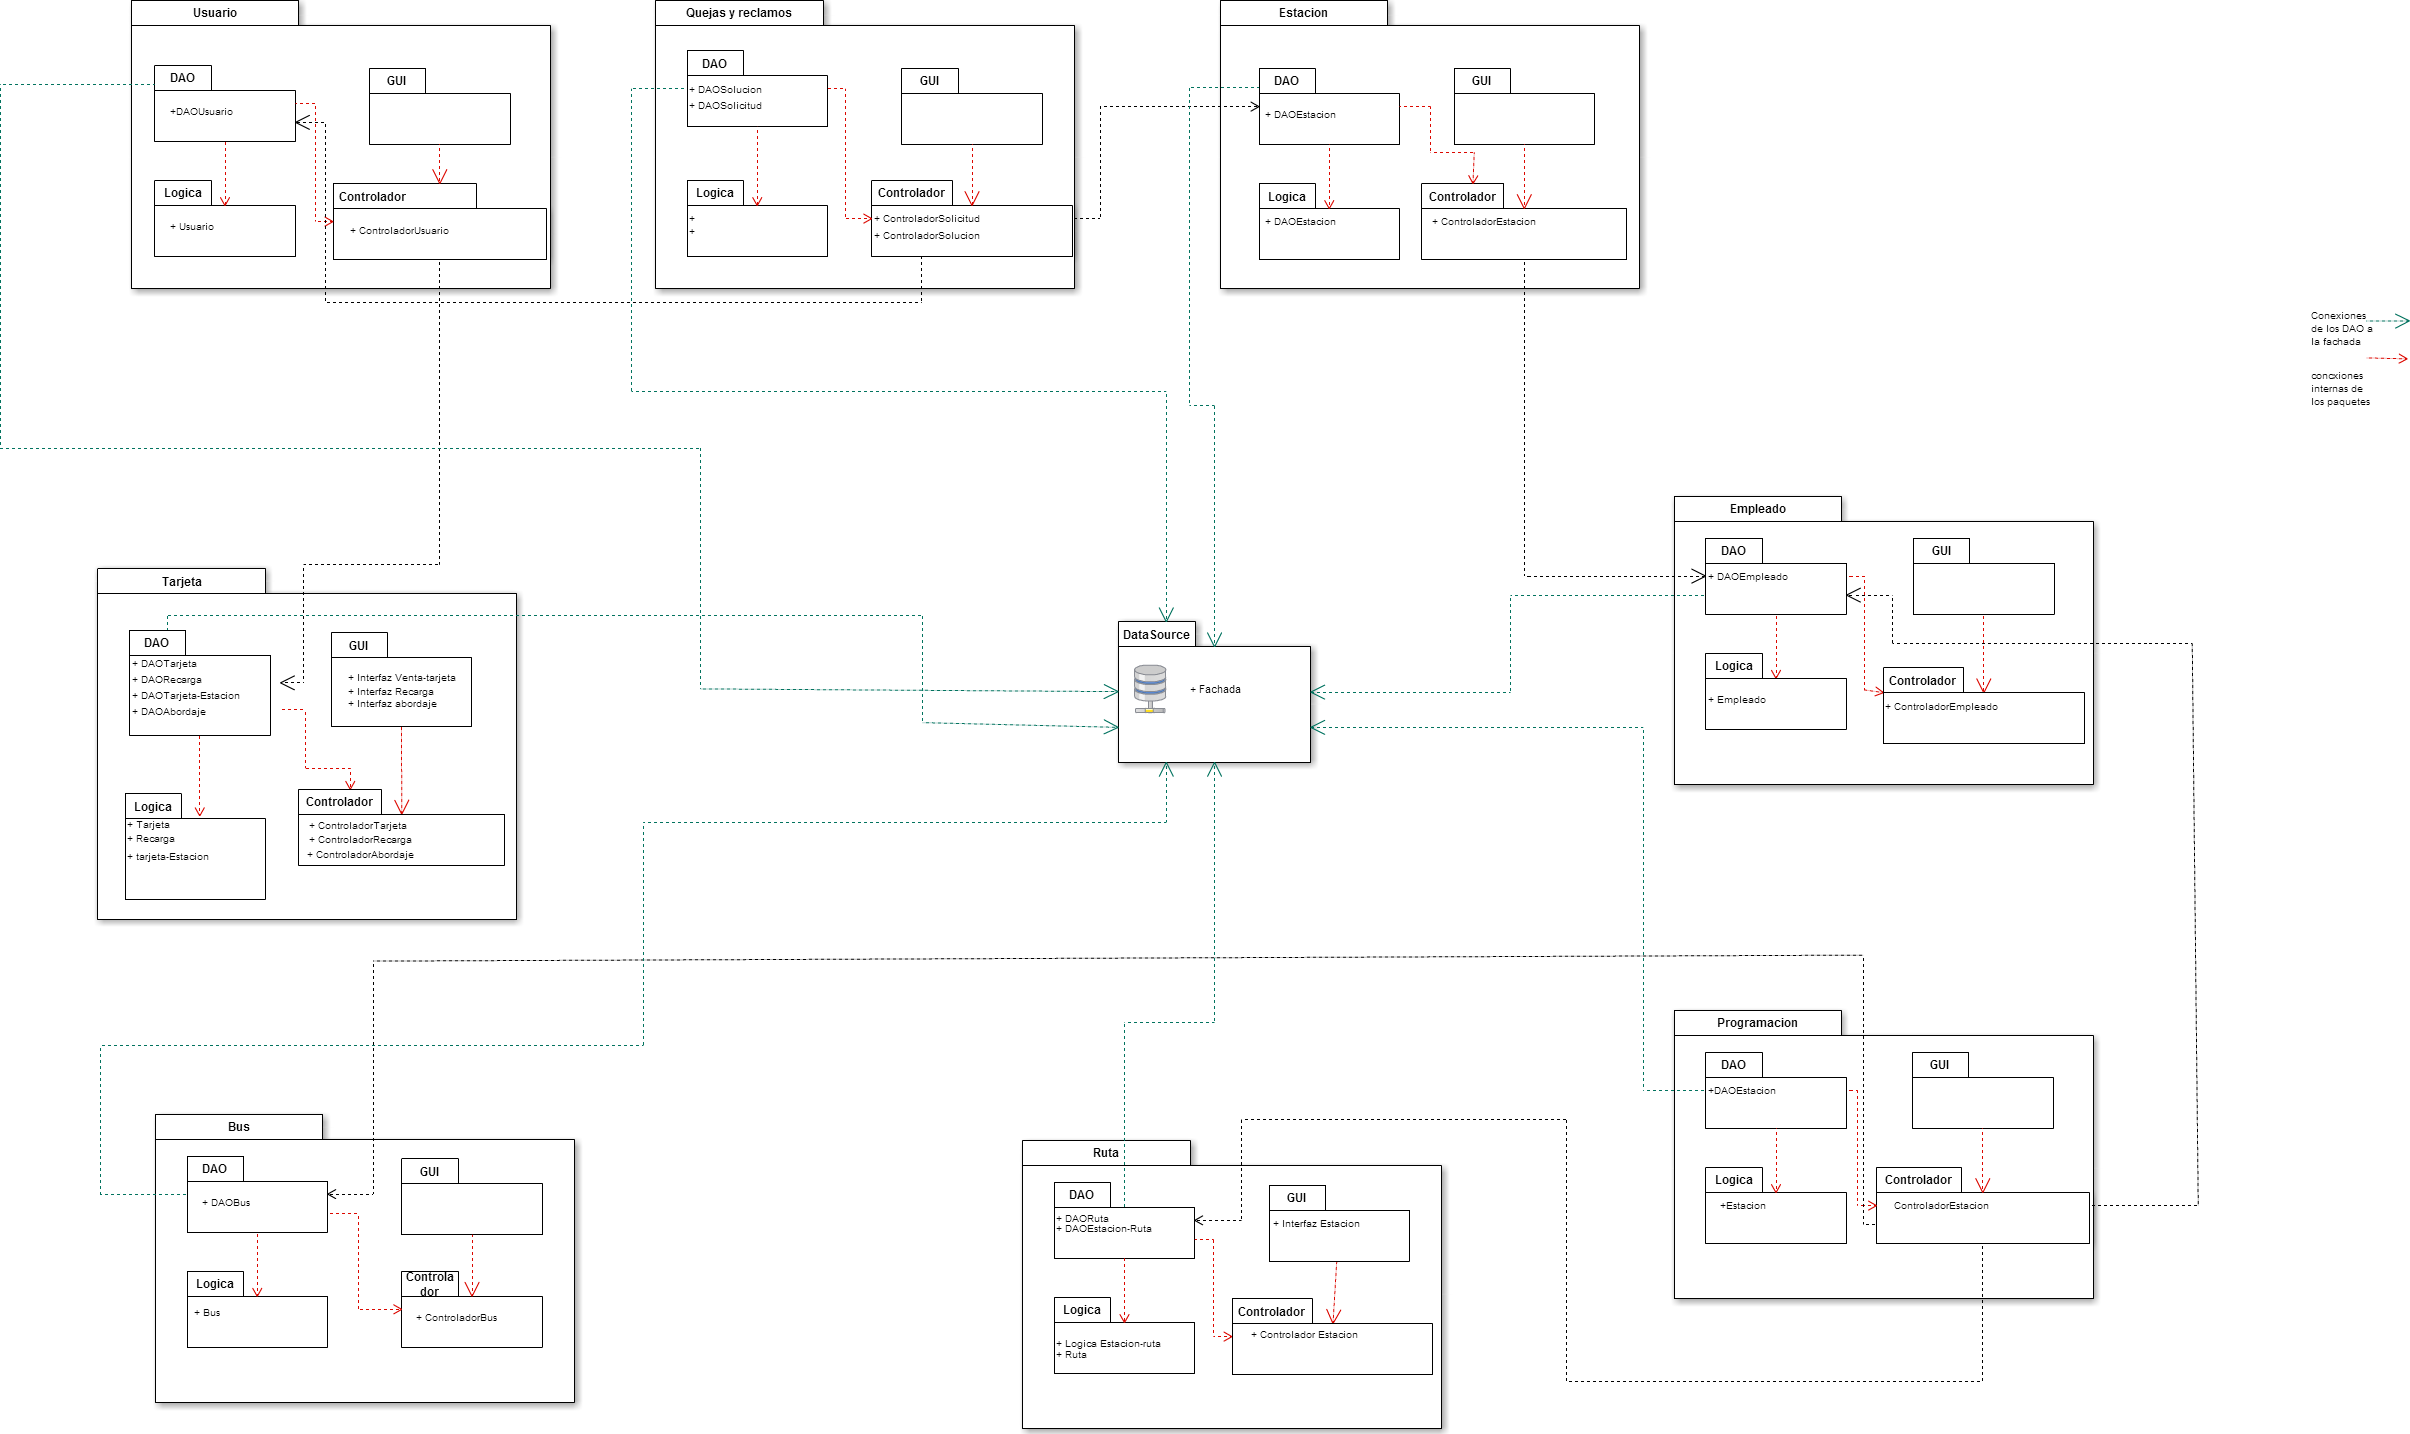 Usuario
DAO
+DAOUsuario
GUI
Logica
+ Usuario
Controlador
+ ControladorUsuario
Quejas y reclamos
DAO
+ DAOSolucion
+ DAOSolicitud
GUI
Logica
+
+
Controlador
+ ControladorSolicitud
+ ControladorSolucion
Estacion
DAO
+ DAOEstacion
GUI
Logica
+ DAOEstacion
Controlador
+ ControladorEstacion
Conexiones
de los DAO a
la fachada
concxiones
internas de
los paquetes
Empleado
DAO
+ DAOEmpleado
GUI
Logica
+ Empleado
Controlador
+ ControladorEmpleado
Tarjeta
DAO
+ DAOTarjeta
+ DAORecarga
+ DAOTarjeta-Estacion
+ DAOAbordaje
GUI
+ Interfaz Venta-tarjeta
+ Interfaz Recarga
+ Interfaz abordaje
Logica
+ Tarjeta
+ Recarga
+ tarjeta-Estacion
Controlador
+ ControladorTarjeta
+ ControladorRecarga
+ ControladorAbordaje
DataSource
+ Fachada
Programacion
DAO
+DAOEstacion
GUI
Logica
+Estacion
Controlador
ControladorEstacion
Bus
DAO
+ DAOBus
GUI
Logica
+ Bus
Controla
dor
+ ControladorBus
Ruta
DAO
+ DAORuta
+ DAOEstacion-Ruta
GUI
+ Interfaz Estacion
Logica
+ Logica Estacion-ruta
+ Ruta
Controlador
+ Controlador Estacion